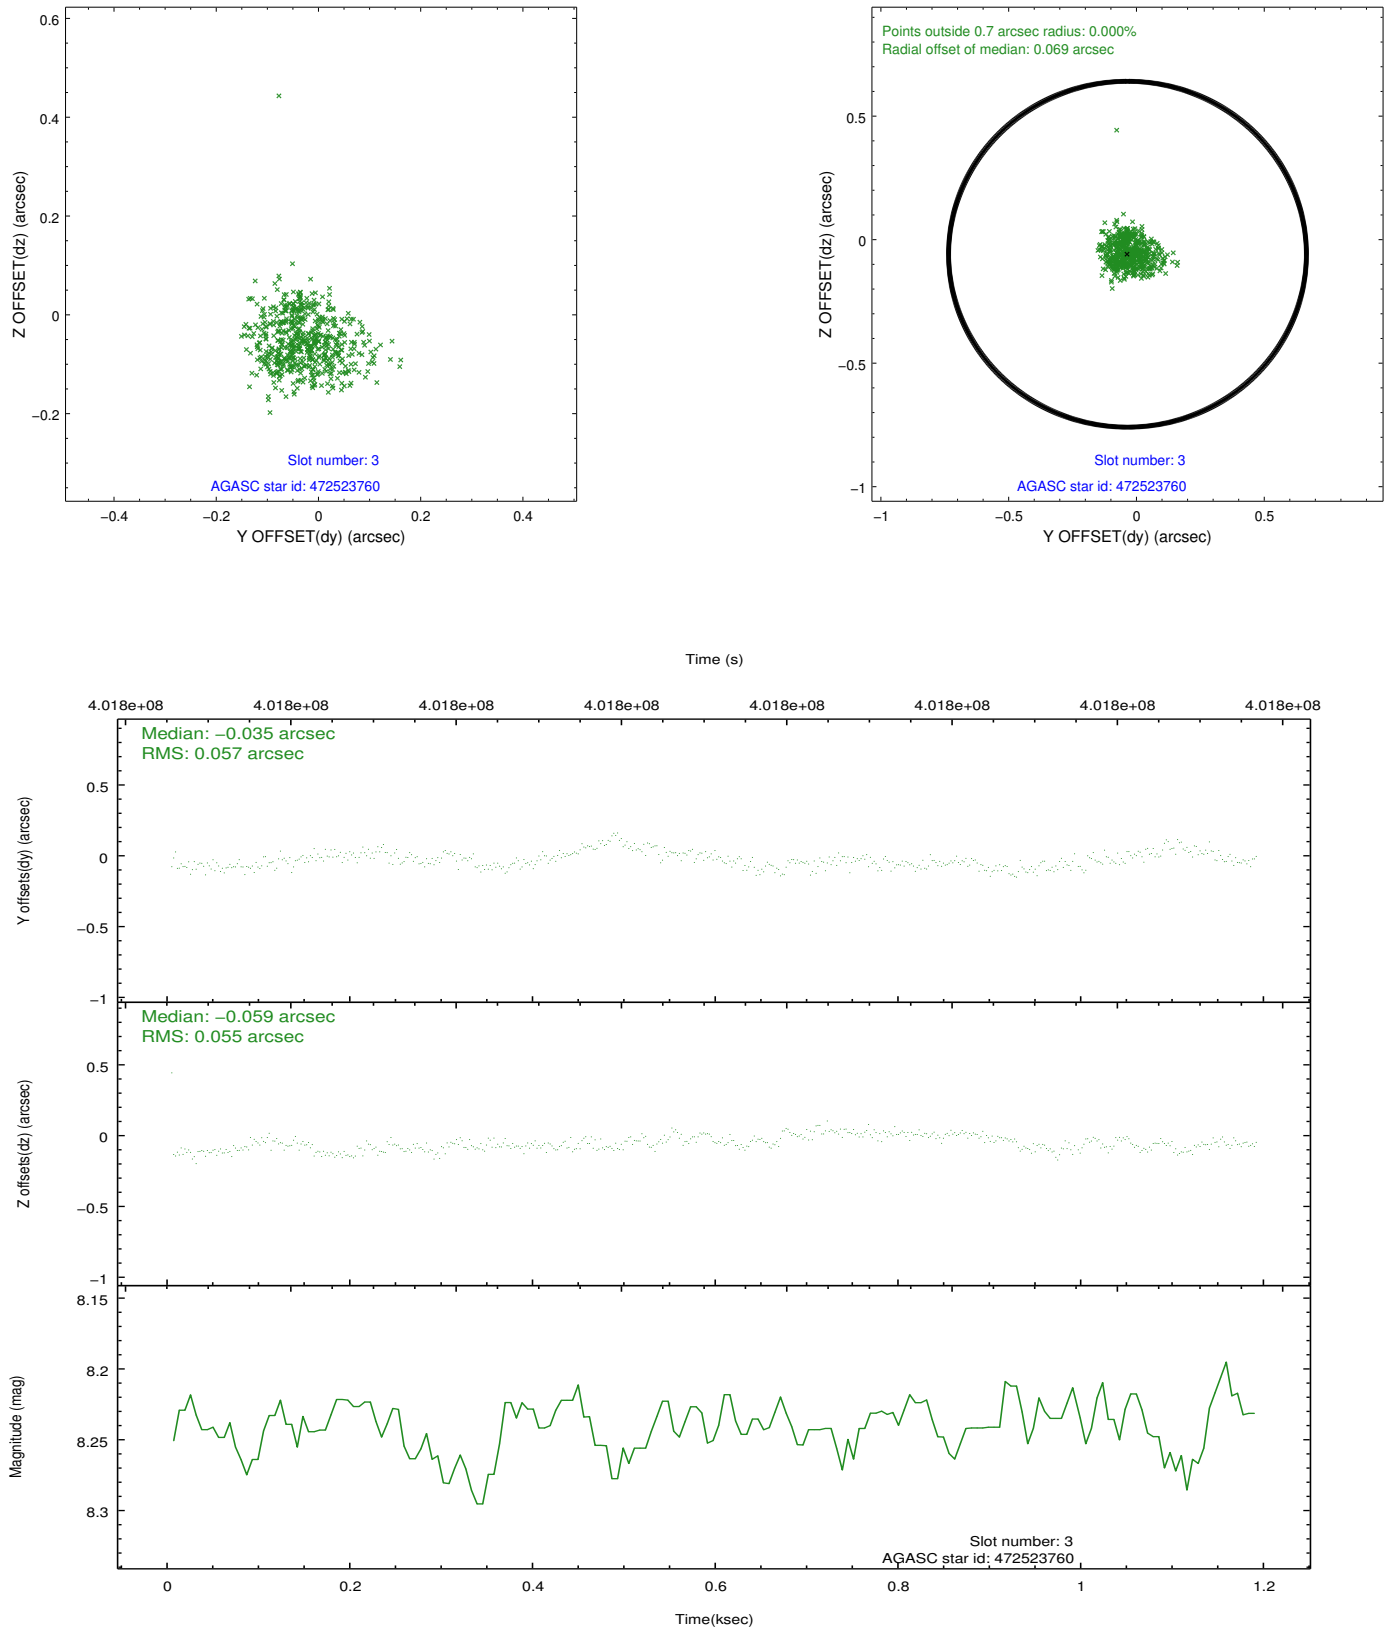 0.6
0.4
0.2
0
−0.2
Z OFFSET(dz) (arcsec)
Slot number: 3
AGASC star id: 472523760
−0.4 −0.2 0 0.2 0.4
Y OFFSET(dy) (arcsec)
Points outside 0.7 arcsec radius: 0.000%
Radial offset of median: 0.069 arcsec
0.5
0
−0.5
−1
Z OFFSET(dz) (arcsec)
Slot number: 3
AGASC star id: 472523760
−1 −0.5 0 0.5
Y OFFSET(dy) (arcsec)
Time (s)
4.018e+08 4.018e+08 4.018e+08 4.018e+08 4.018e+08 4.018e+08 4.018e+08 4.018e+08
Median: −0.035 arcsec
RMS: 0.057 arcsec
0.5
0
−0.5
−1
Y offsets(dy) (arcsec)
Median: −0.059 arcsec
RMS: 0.055 arcsec
0.5
0
−0.5
−1
Z offsets(dz) (arcsec)
8.15
8.2
8.25
8.3
Magnitude (mag)
Slot number: 3
AGASC star id: 472523760
0 0.2 0.4 0.6 0.8 1 1.2
Time(ksec)